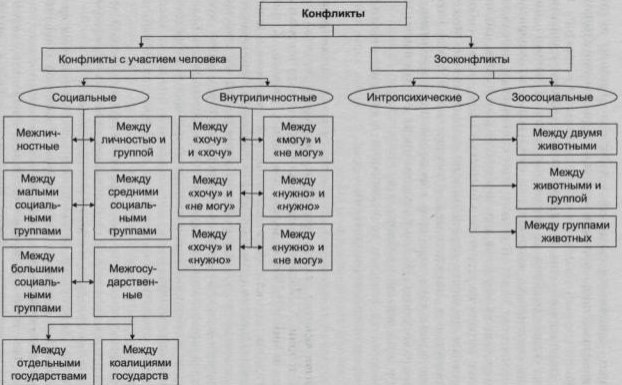 Конфликты
Конфликты с участием человека
Зооконфликты
Социальные
Внутриличностные
Интропсихические
Зоосоциальные
Межлич-
ностные
Между
личностью и
группой
Между
«хочу»
и «хочу»
Между
«могу» и
«не могу»
Между двумя
животными
Между
малыми
социаль-
ными
группами
Между
средними
социаль-
ными
группами
Между
«хочу» и
«не могу»
Между
«нужно» и
«нужно»
Между
животными и
группой
Между
большими
социаль-
ными
группами
Межгосу-
дарствен-
ные
Между
«хочу» и
«нужно»
Между
«нужно» и
«не могу»
Между группами
животных
Между
отдельными
государствами
Между
коалициями
государств